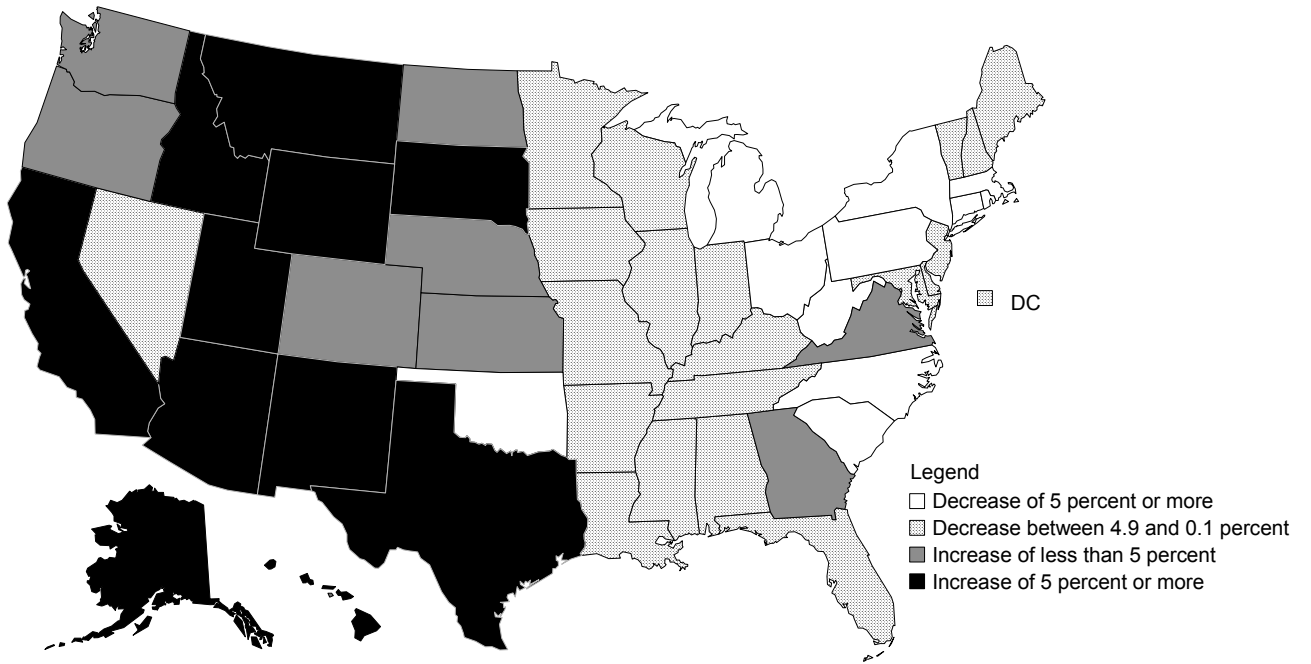 DC
Legend
Decrease of 5 percent or more
Decrease between 4.9 and 0.1 percent
Increase of less than 5 percent
Increase of 5 percent or more